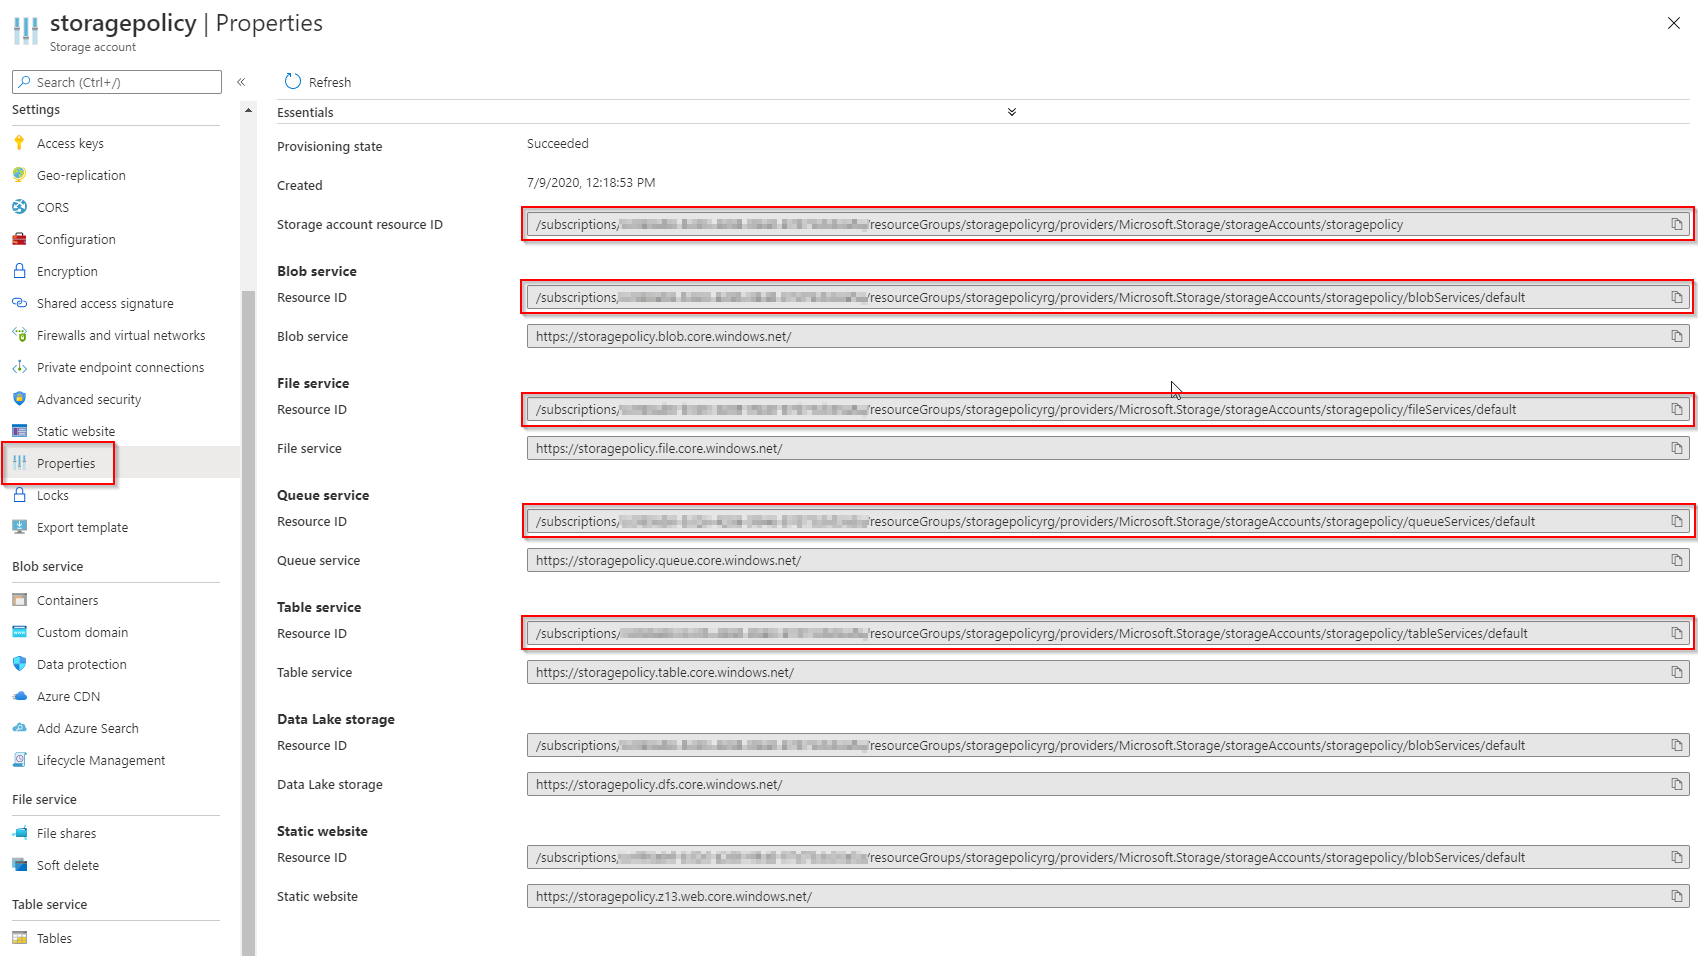 storagepolicy | Properties
Storage account
Search (Ctrl+/)
Refresh
Settings
Access keys
Geo-replication
CORS
Configuration
Encryption
Shared access signature
Firewalls and virtual networks
Private endpoint connections
Advanced security
Static website
Properties
Locks
Export template
Blob service
Containers
Custom domain
Data protection
Azure CDN
Add Azure Search
Lifecycle Management
File service
File shares
Soft delete
Table service
Tables
Essentials
Provisioning state Succeeded
Created 7/9/2020, 12:18:53 PM
Storage account resource ID /subscriptions/ /resourceGroups/storagepolicyrg/providers/Microsoft.Storage/storageAccounts/storagepolicy
Blob service
Resource ID /subscriptions/ /resourceGroups/storagepolicyrg/providers/Microsoft.Storage/storageAccounts/storagepolicy/blobServices/default
Blob service https://storagepolicy.blob.core.windows.net/
File service
Resource ID /subscriptions/ /resourceGroups/storagepolicyrg/providers/Microsoft.Storage/storageAccounts/storagepolicy/fileServices/default
File service https://storagepolicy.file.core.windows.net/
Queue service
Resource ID /subscriptions/ /resourceGroups/storagepolicyrg/providers/Microsoft.Storage/storageAccounts/storagepolicy/queueServices/default
Queue service https://storagepolicy.queue.core.windows.net/
Table service
Resource ID /subscriptions/ /resourceGroups/storagepolicyrg/providers/Microsoft.Storage/storageAccounts/storagepolicy/tableServices/default
Table service https://storagepolicy.table.core.windows.net/
Data Lake storage
Resource ID /subscriptions/ /resourceGroups/storagepolicyrg/providers/Microsoft.Storage/storageAccounts/storagepolicy/blobServices/default
Data Lake storage https://storagepolicy.dfs.core.windows.net/
Static website
Resource ID /subscriptions/ /resourceGroups/storagepolicyrg/providers/Microsoft.Storage/storageAccounts/storagepolicy/blobServices/default
Static website https://storagepolicy.z13.web.core.windows.net/